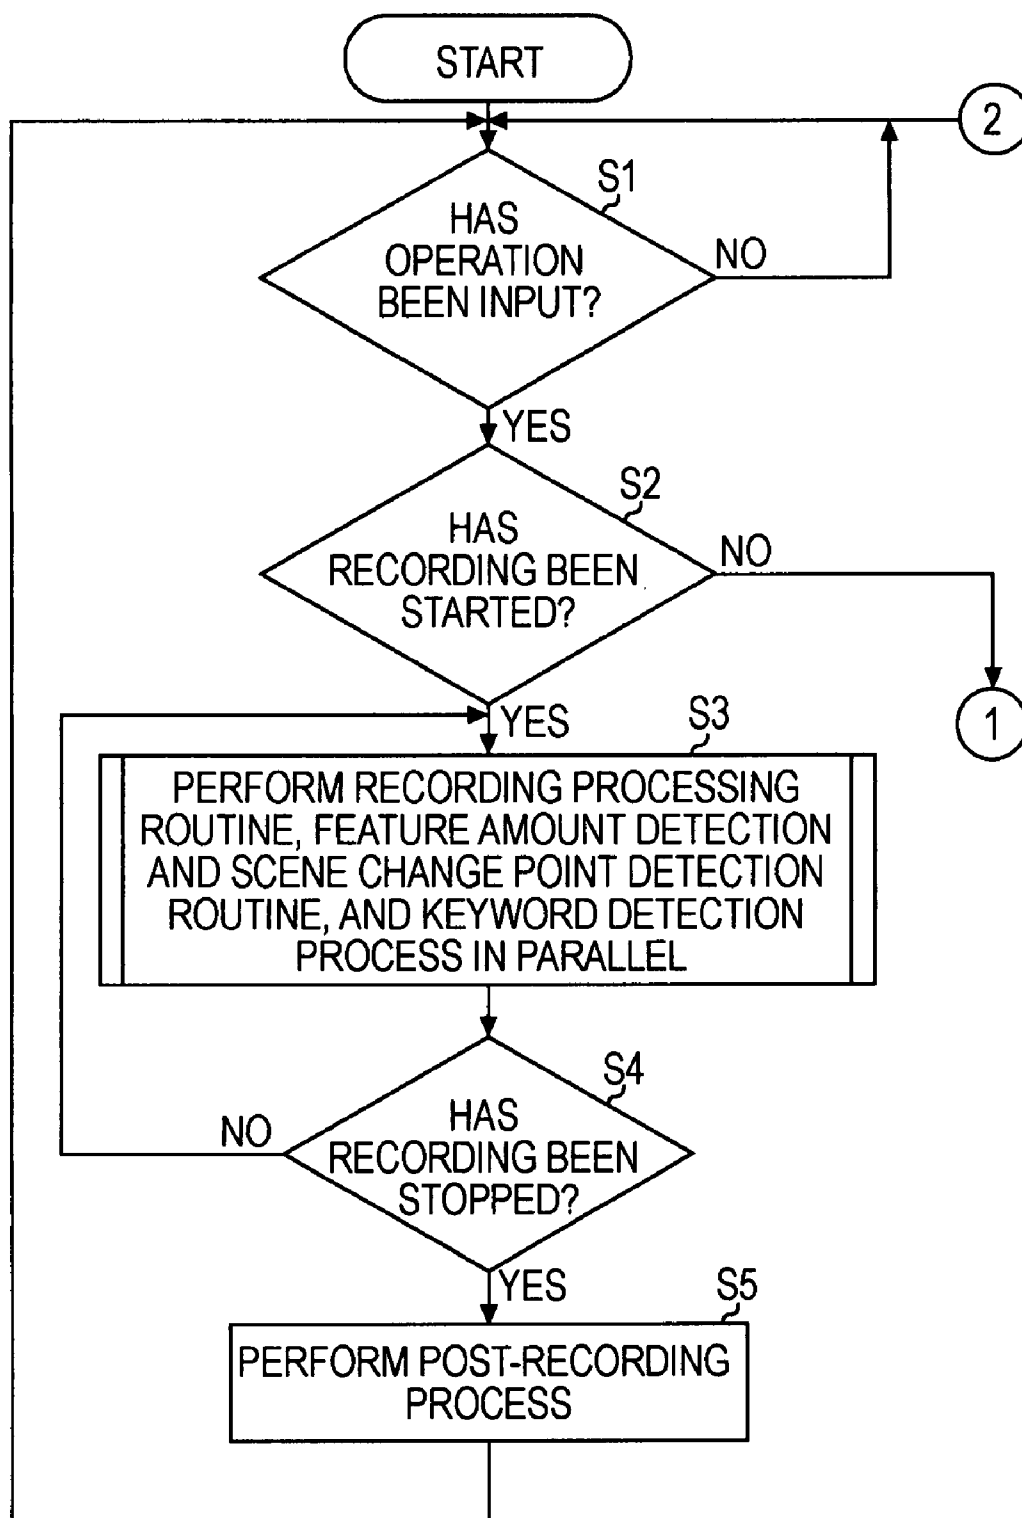 START
2
S1
HAS
OPERATION
BEEN INPUT?
NO
YES
S2
HAS
RECORDING BEEN
STARTED?
NO
YES
1
S3
PERFORM RECORDING PROCESSING
ROUTINE, FEATURE AMOUNT DETECTION
AND SCENE CHANGE POINT DETECTION
ROUTINE, AND KEYWORD DETECTION
PROCESS IN PARALLEL
S4
HAS
RECORDING BEEN
STOPPED?
NO
YES
S5
PERFORM POST-RECORDING
PROCESS